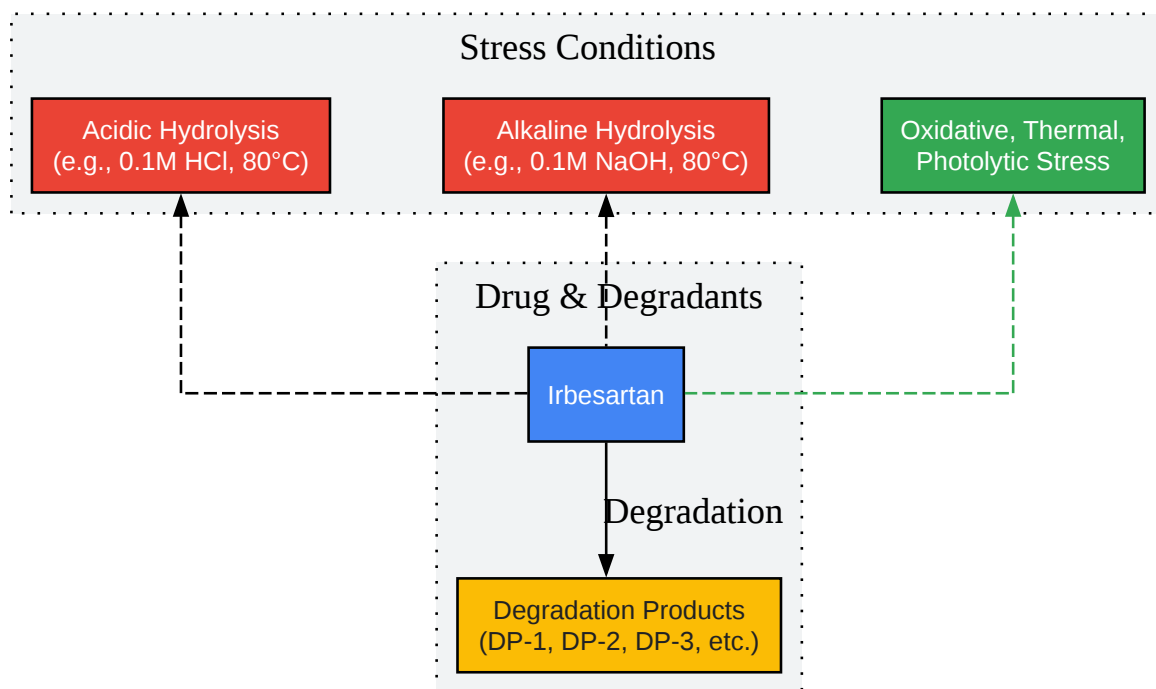 Stress Conditions
Acidic Hydrolysis
(e.g., 0.1M HCl, 80°C)
Alkaline Hydrolysis
(e.g., 0.1M NaOH, 80°C)
Oxidative, Thermal,
Photolytic Stress
Drug & Degradants
Irbesartan
Degradation
Degradation Products
(DP-1, DP-2, DP-3, etc.)